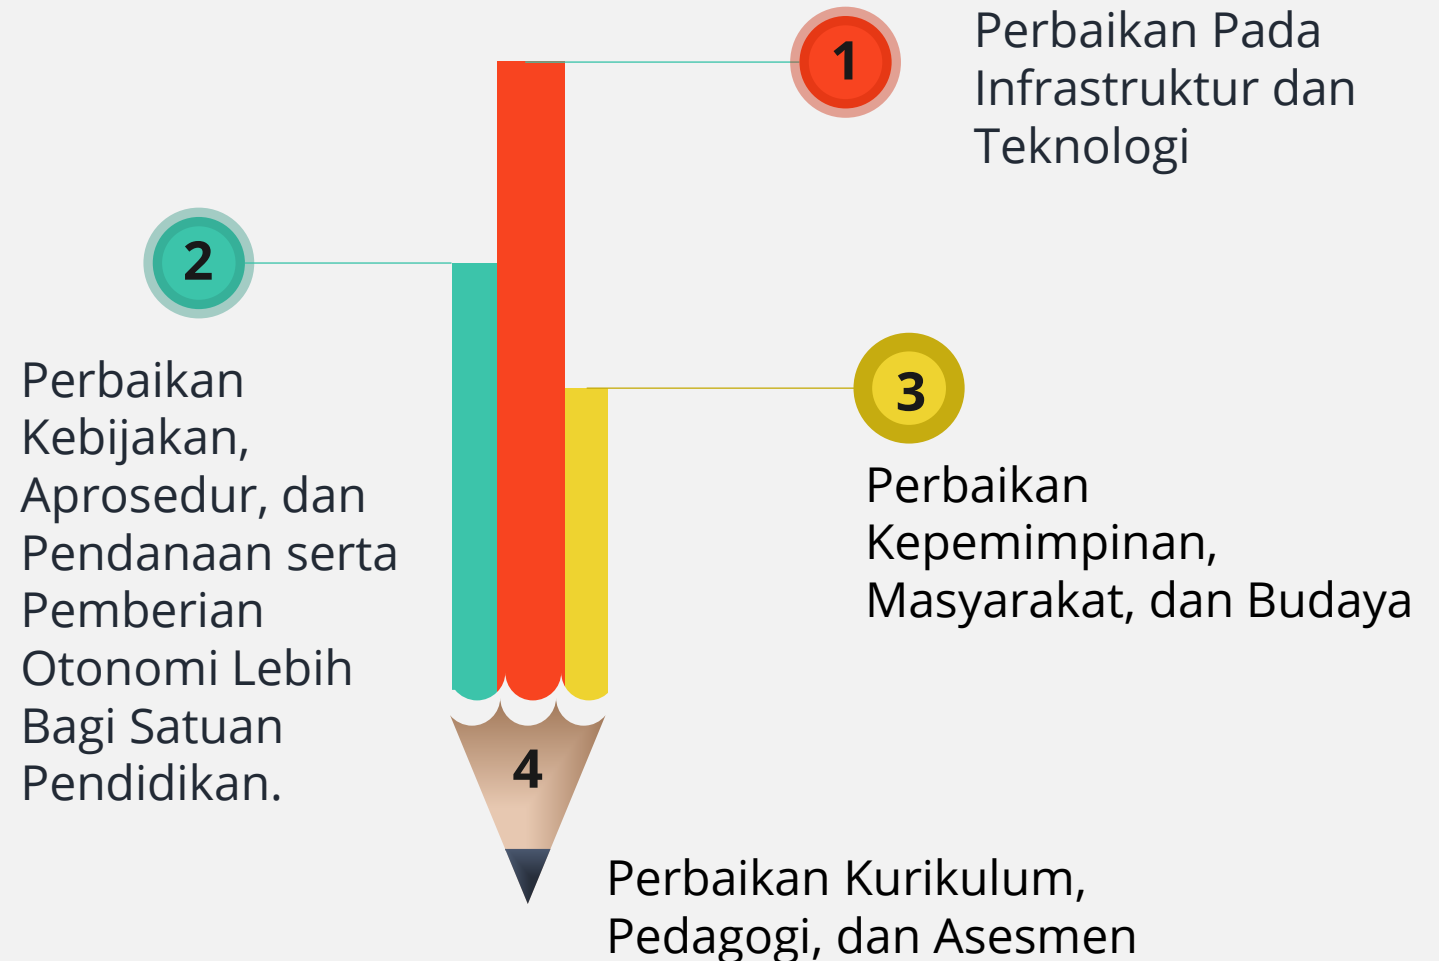 1
Perbaikan Pada
Infrastruktur dan
Teknologi
2
Perbaikan
Kebijakan,
Aprosedur, dan
Pendanaan serta
Pemberian
Otonomi Lebih
Bagi Satuan
Pendidikan.
3
Perbaikan
Kepemimpinan,
Masyarakat, dan Budaya
4
Perbaikan Kurikulum,
Pedagogi, dan Asesmen